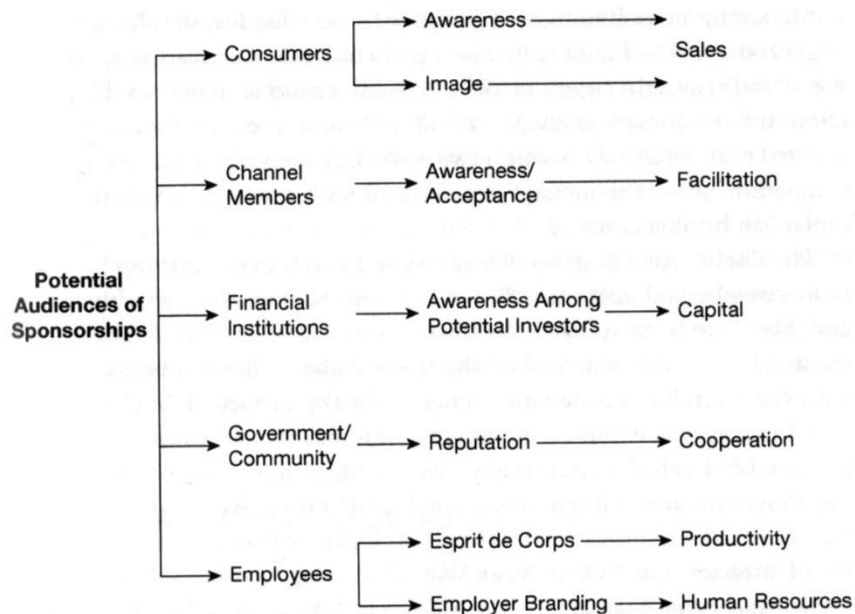 Consumers
Awareness
Image
Sales
Channel
Members
Awareness/
Acceptance
Facilitation
Potential
Audiences of
Sponsorships
Financial
Institutions
Awareness Among
Potential Investors
Capital
Government/
Community
Reputation
Cooperation
Employees
Esprit de Corps
Productivity
Employer Branding
Human Resources